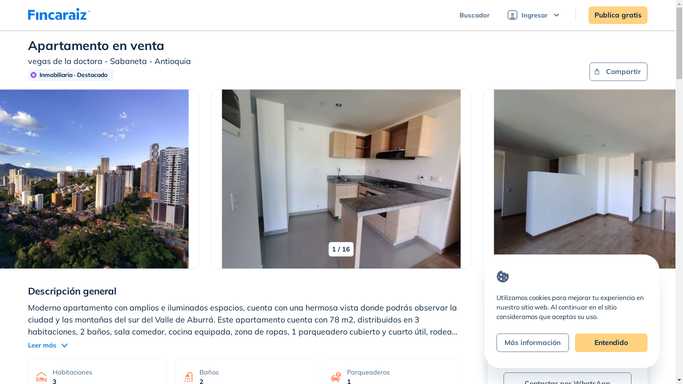 Fincaraiz
Buscador
Ingresar
Publica gratis
Apartamento en venta
vegas de la doctora - Sabaneta - Antioquia
Inmobiliaria · Destacado
Compartir
1 / 16
Descripción general
Moderno apartamento con amplios e iluminados espacios, cuenta con una hermosa vista donde podrás observar la
ciudad y las montañas del sur del Valle de Aburrá. Este apartamento cuenta con 78 m2, distribuidos en 3
habitaciones, 2 baños, sala comedor, cocina equipada, zona de ropas, 1 parqueadero cubierto y cuarto útil, rodea...
Leer más
Habitaciones
3
Baños
2
Parqueaderos
1
Utilizamos cookies para mejorar tu experiencia en
nuestro sitio web. Al continuar en el sitio
consideramos que aceptas su uso.
Más información
Entendido
Contactar por WhatsApp